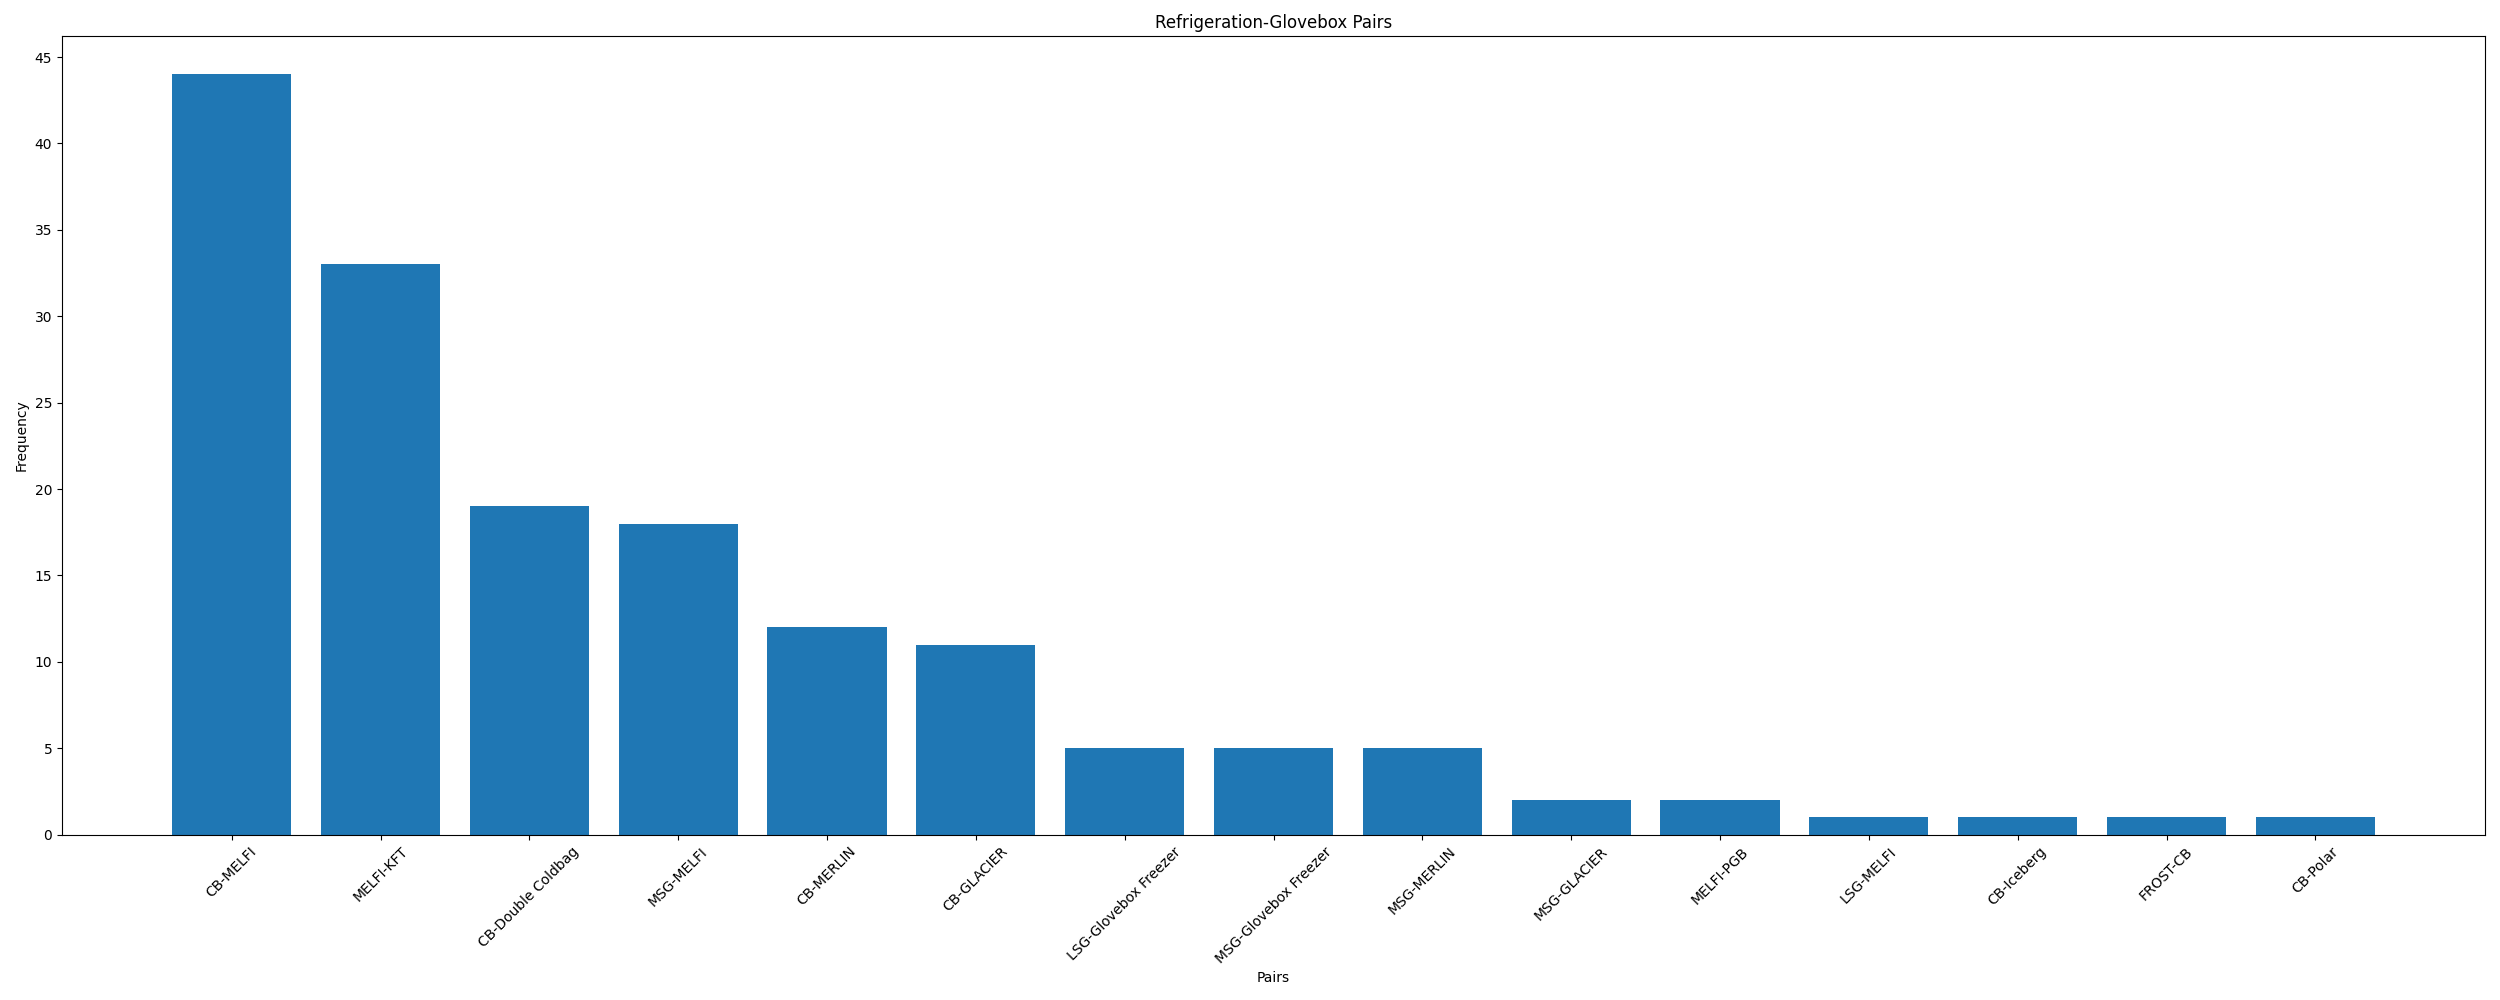 Refrigeration-Glovebox Pairs
45
40
35
30
25
20
15
10
5
0
Frequency
CB-MELFI
MELFI-KFT
CB-Double Coldbag
MSG-MELFI
CB-MERLIN
CB-GLACIER
LSG-Glovebox Freezer
MSG-Glovebox Freezer
MSG-MERLIN
MSG-GLACIER
MELFI-PGB
LSG-MELFI
CB-Iceberg
FROST-CB
CB-Polar
Pairs